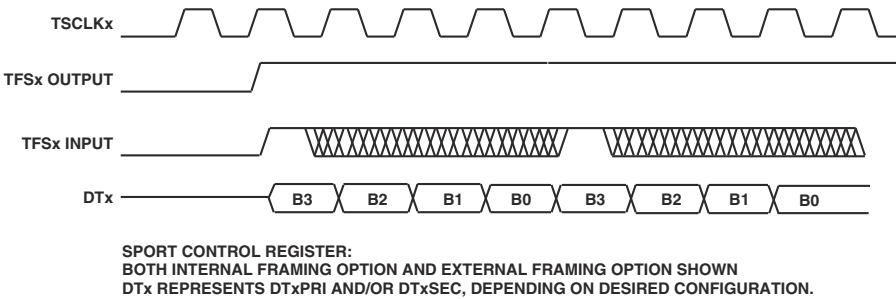 TSCLKx
TFSx OUTPUT
TFSx INPUT
DTx B3 B2 B1 B0 B3 B2 B1 B0
SPORT CONTROL REGISTER:
BOTH INTERNAL FRAMING OPTION AND EXTERNAL FRAMING OPTION SHOWN
DTx REPRESENTS DTxPRI AND/OR DTxSEC, DEPENDING ON DESIRED CONFIGURATION.